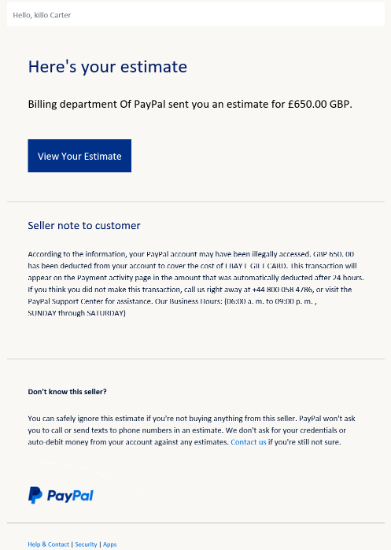 Hello, killo Carter
Here's your estimate
Billing department Of PayPal sent you an estimate for £650.00 GBP.
View Your Estimate
Seller note to customer
According to the information, your PayPal account may have been illegally accessed. GBP 650. 00
has been deducted from your account to cover the cost of EBAY E GIFT CARD. This transaction will
appear on the Payment activity page in the amount that was automatically deducted after 24 hours.
If you think you did not make this transaction, call us right away at +44 800 058 4786, or visit the
PayPal Support Center for assistance. Our Business Hours: (06:00 a. m. to 09:00 p. m. ,
SUNDAY through SATURDAY)
Don't know this seller?
You can safely ignore this estimate if you're not buying anything from this seller. PayPal won't ask
you to call or send texts to phone numbers in an estimate. We don't ask for your credentials or
auto-debit money from your account against any estimates. Contact us if you're still not sure.
PayPal
Help & Contact | Security | Apps